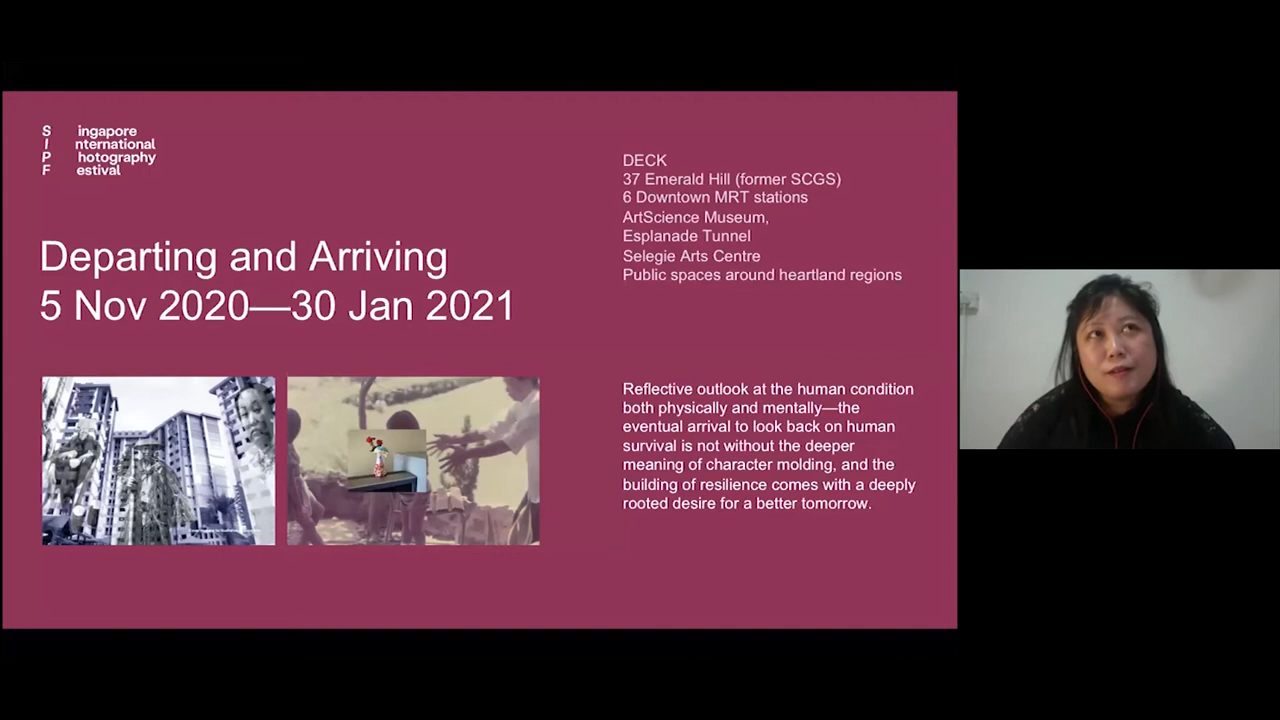 S ingapore
I nternational
P hotography
F estival
Departing and Arriving
5 Nov 2020—30 Jan 2021
DECK
37 Emerald Hill (former SCGS)
6 Downtown MRT stations
ArtScience Museum,
Esplanade Tunnel
Selegie Arts Centre
Public spaces around heartland regions
Reflective outlook at the human condition
both physically and mentally—the
eventual arrival to look back on human
survival is not without the deeper
meaning of character molding, and the
building of resilience comes with a deeply
rooted desire for a better tomorrow.